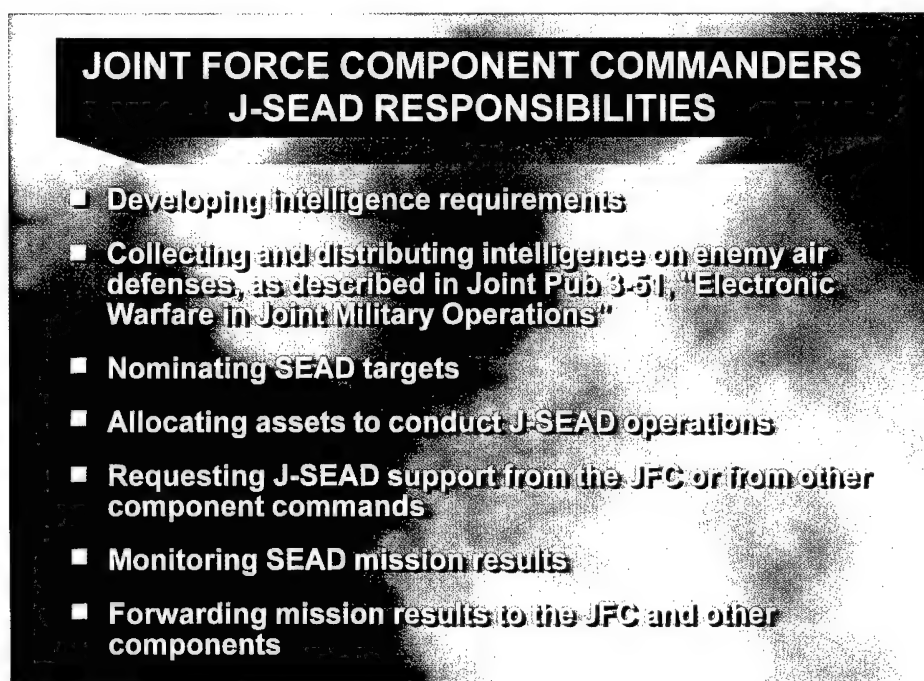 JOINT FORCE COMPONENT COMMANDERS
J-SEAD RESPONSIBILITIES
Developing intelligence requirements
Collecting and distributing intelligence on enemy air
defenses, as described in Joint Pub 3-51, "Electronic
Warfare in Joint Military Operations"
Nominating SEAD targets
Allocating assets to conduct J-SEAD operations
Requesting J-SEAD support from the JFC or from other
component commands
Monitoring SEAD mission results
Forwarding mission results to the JFC and other
components